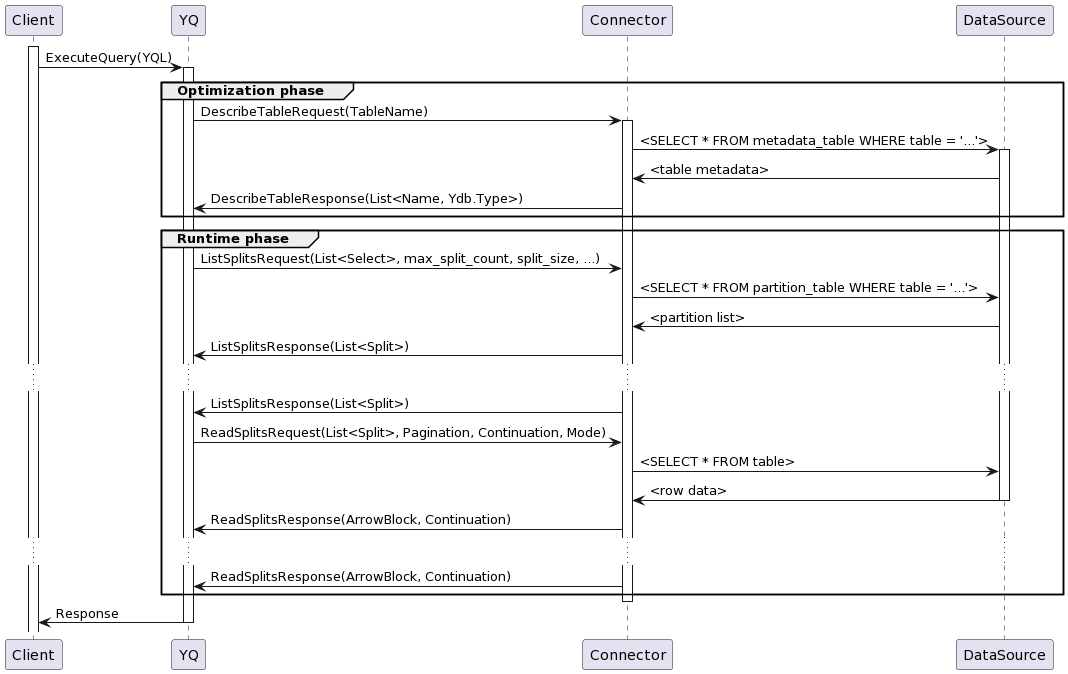 Client YQ Connector DataSource
ExecuteQuery(YQL)
Optimization phase
DescribeTableRequest(TableName)
<SELECT * FROM metadata_table WHERE table = '...'>
<table metadata>
DescribeTableResponse(List<Name, Ydb.Type>)
Runtime phase
ListSplitsRequest(List<Select>, max_split_count, split_size, ...)
<SELECT * FROM partition_table WHERE table = '...'>
<partition list>
ListSplitsResponse(List<Split>)
ListSplitsResponse(List<Split>)
ReadSplitsRequest(List<Split>, Pagination, Continuation, Mode)
<SELECT * FROM table>
<row data>
ReadSplitsResponse(ArrowBlock, Continuation)
ReadSplitsResponse(ArrowBlock, Continuation)
Response
Client YQ Connector DataSource